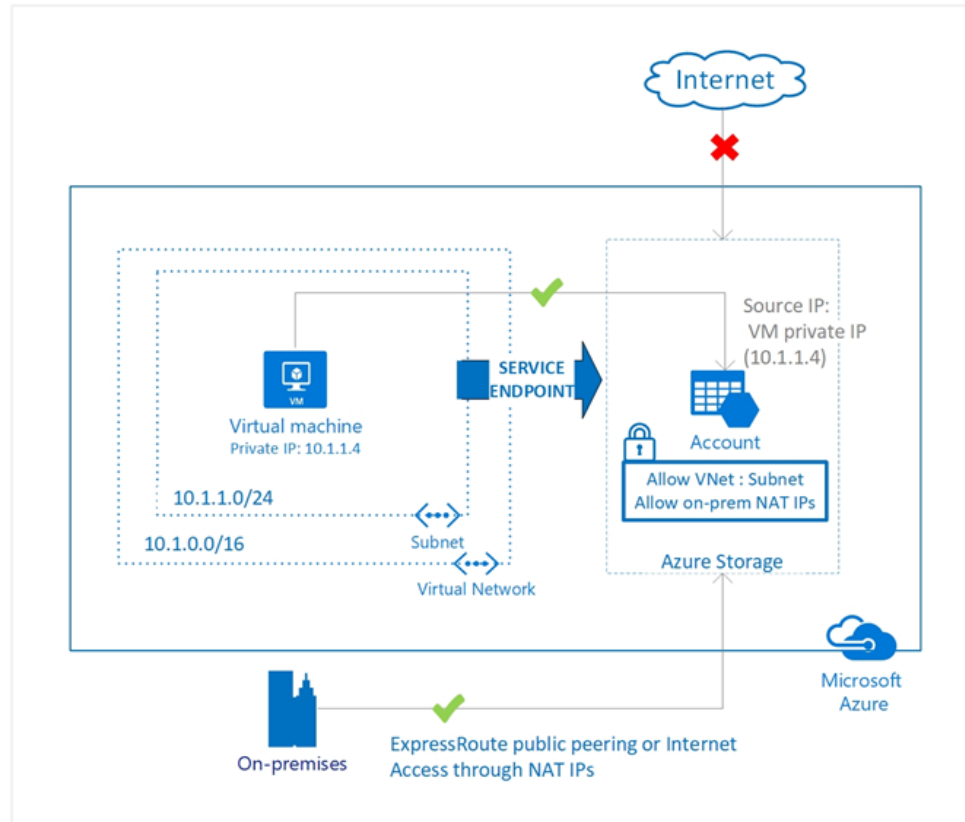 Internet
Source IP:
VM private IP
(10.1.1.4)
SERVICE
ENDPOINT
VM
Virtual machine
Private IP: 10.1.1.4
Account
Allow VNet : Subnet
Allow on-prem NAT IPs
10.1.1.0/24
Subnet
10.1.0.0/16
Azure Storage
Virtual Network
Microsoft
Azure
On-premises
ExpressRoute public peering or Internet
Access through NAT IPs